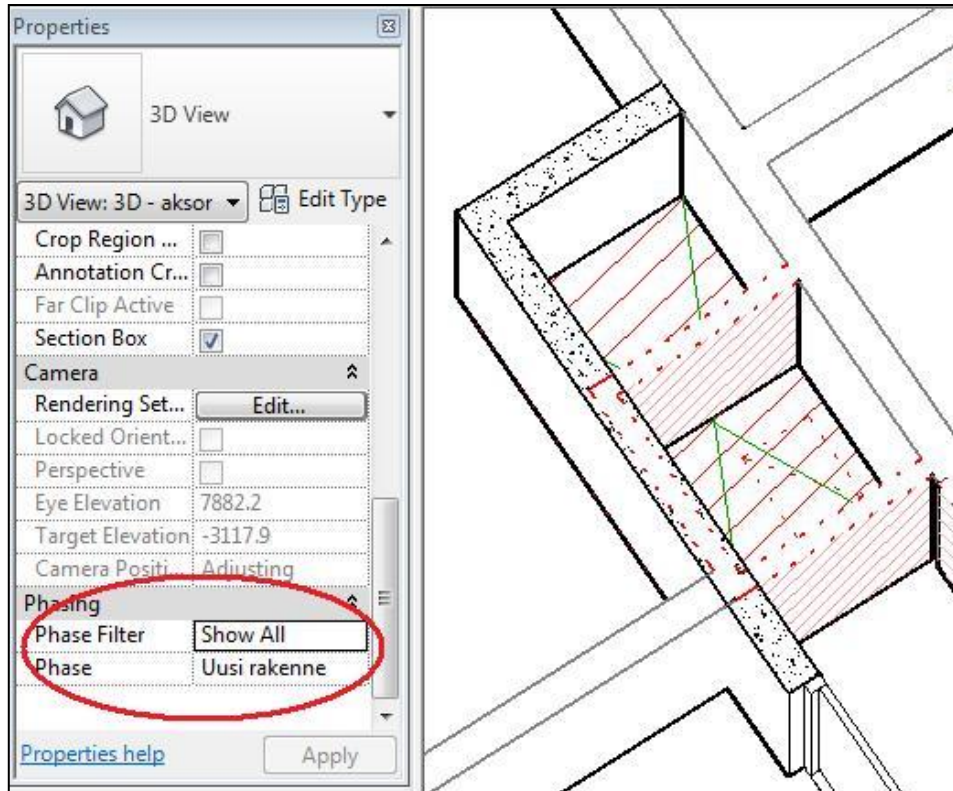 Properties
3D View
3D View: 3D - aksor
Edit Type
Crop Region ...
Annotation Cr...
Far Clip Active
Section Box
Camera
Rendering Set... Edit...
Locked Orient...
Perspective
Eye Elevation 7882.2
Target Elevation -3117.9
Camera Positi... Adjusting
Phasing
Phase Filter Show All
Phase Uusi rakenne
Properties help Apply